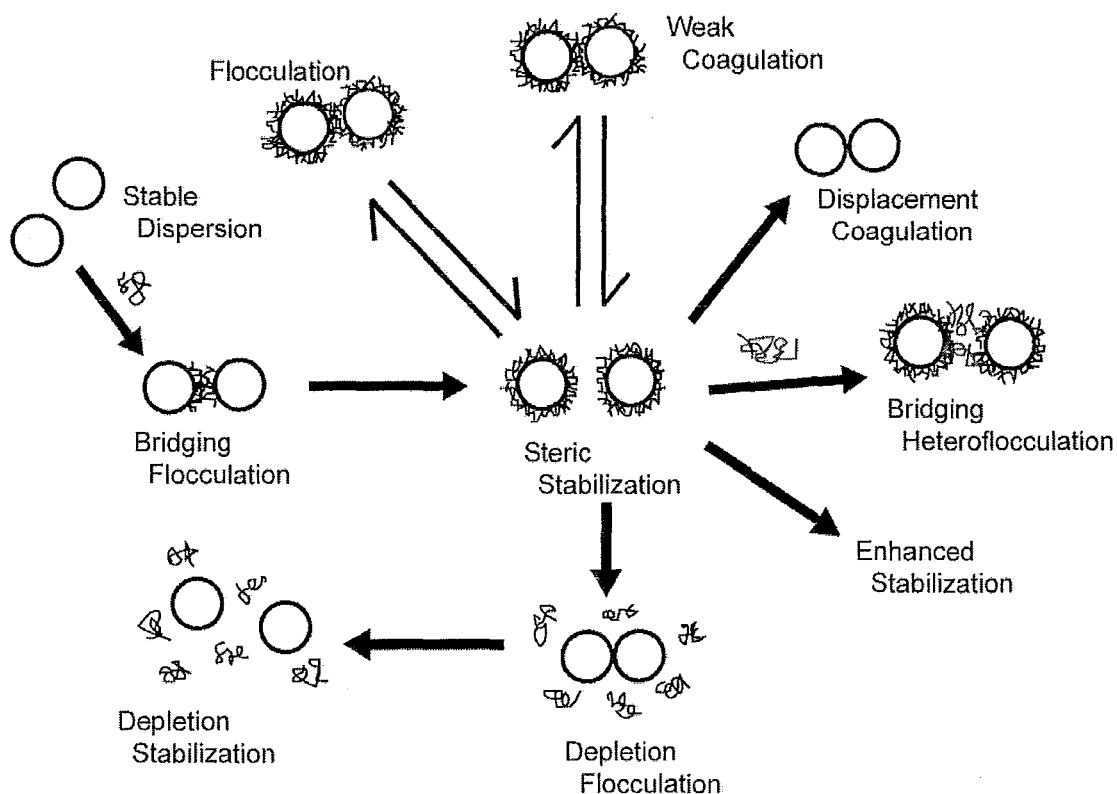 Weak
Coagulation
Flocculation
Stable
Dispersion
Displacement
Coagulation
Bridging
Flocculation
Steric
Stabilization
Bridging
Heteroflocculation
Enhanced
Stabilization
Depletion
Stabilization
Depletion
Flocculation